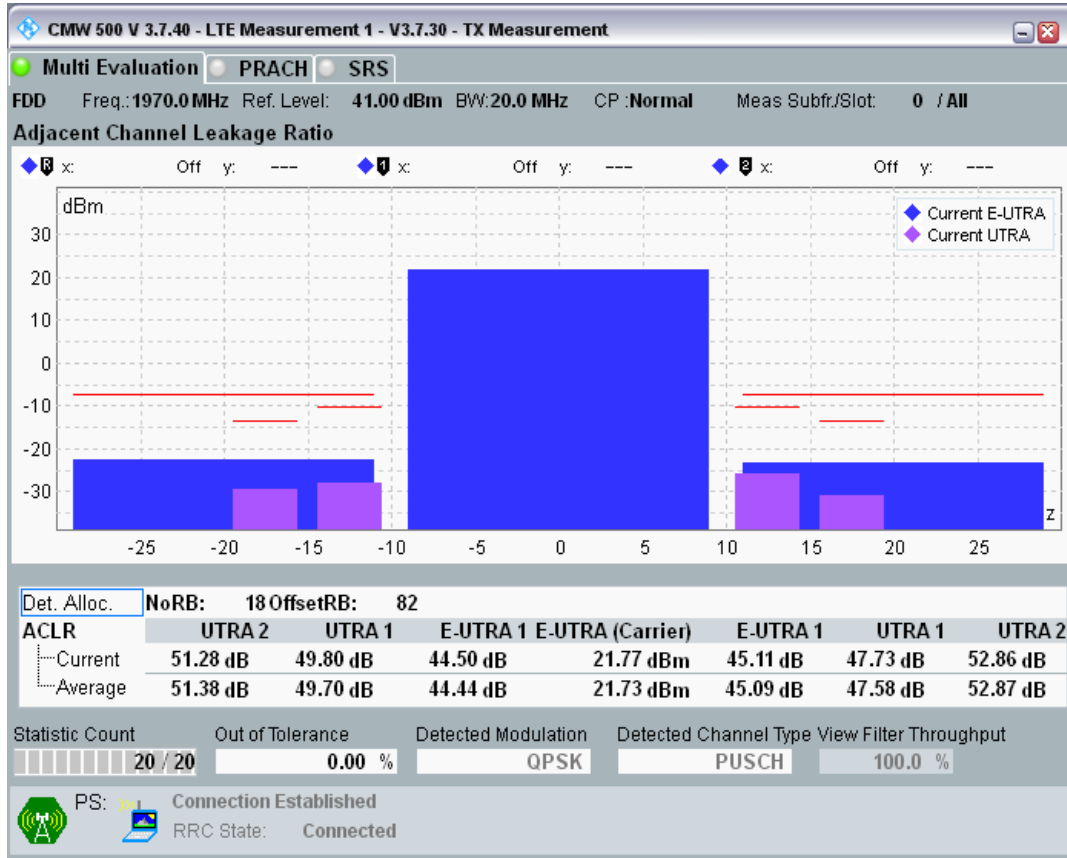 CMW 500 V 3.7.40 - LTE Measurement 1 - V3.7.30 - TX Measurement
Multi Evaluation PRACH SRS
FDD Freq.: 1970.0 MHz Ref. Level: 41.00 dBm BW: 20.0 MHz CP : Normal Meas Subfr./Slot: 0 / All
Adjacent Channel Leakage Ratio
R x: Off y: --- 1 x: Off y: --- 2 x: Off y: ---
dBm
Current E-UTRA
Current UTRA
30
20
10
0
-10
-20
-30
z
-25 -20 -15 -10 -5 0 5 10 15 20 25
Det. Alloc. NoRB: 18 OffsetRB: 82
ACLR UTRA 2 UTRA 1 E-UTRA 1 E-UTRA (Carrier) E-UTRA 1 UTRA 1 UTRA 2
Current 51.28 dB 49.80 dB 44.50 dB 21.77 dBm 45.11 dB 47.73 dB 52.86 dB
Average 51.38 dB 49.70 dB 44.44 dB 21.73 dBm 45.09 dB 47.58 dB 52.87 dB
Statistic Count Out of Tolerance Detected Modulation Detected Channel Type View Filter Throughput
20 / 20 0.00 % QPSK PUSCH 100.0 %
PS: Connection Established
RRC State: Connected